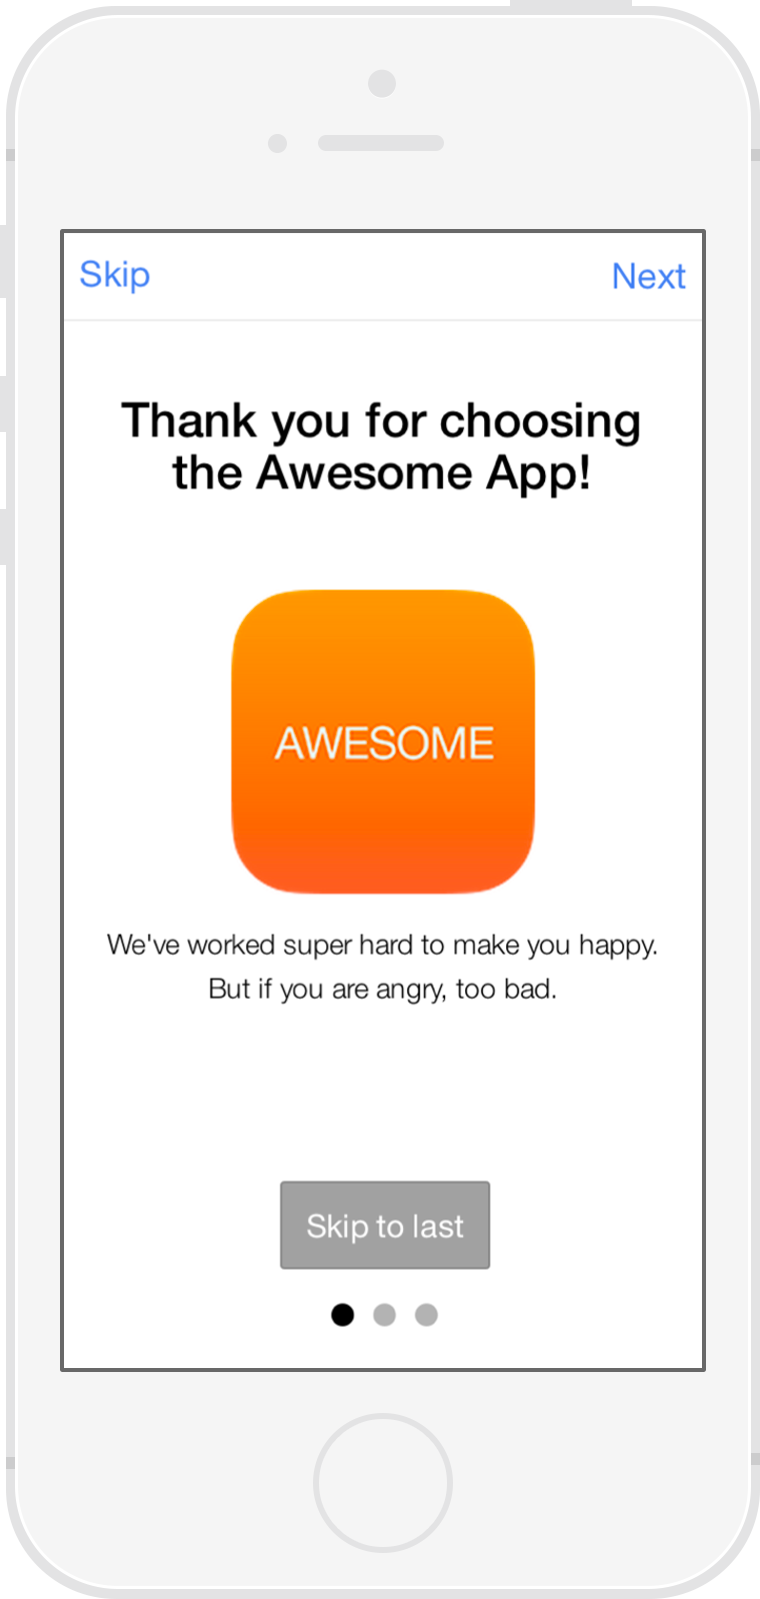 Skip
Next
Thank you for choosing
the Awesome App!
AWESOME
We've worked super hard to make you happy.
But if you are angry, too bad.
Skip to last